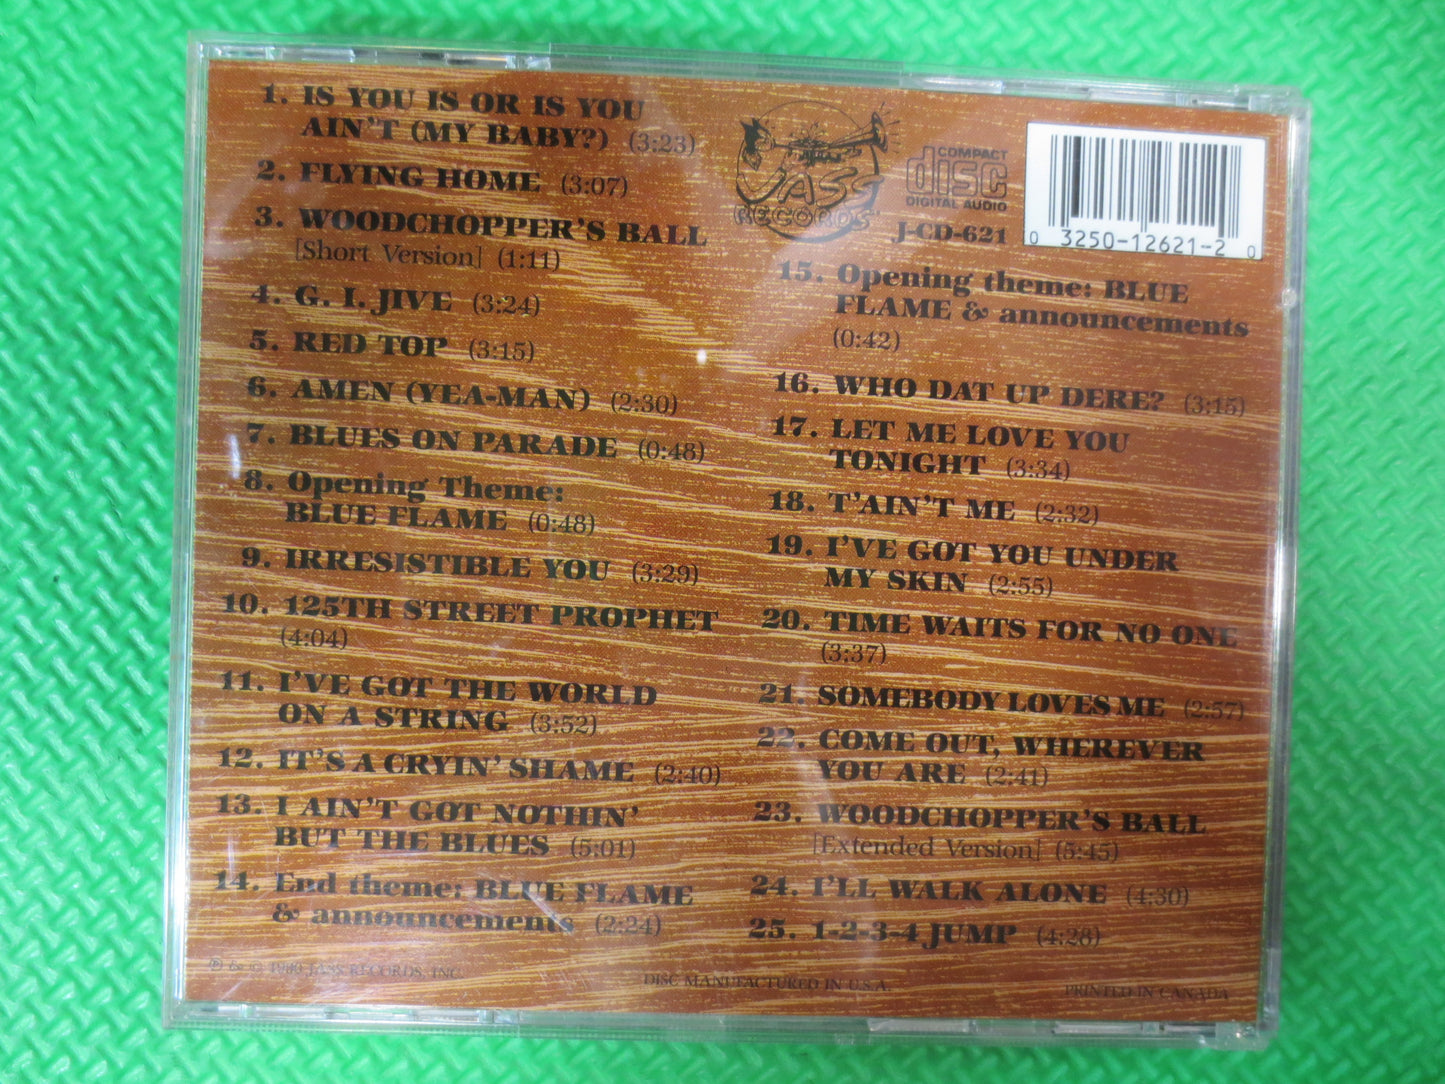 1. IS YOU IS OR IS YOU
AIN'T (MY BABY?) (3:23)
2. FLYING HOME (3:07)
3. WOODCHOPPER'S BALL
[Short Version] (1:11)
4. G. I. JIVE (3:24)
5. RED TOP (3:15)
6. AMEN (YEA-MAN) (2:30)
7. BLUES ON PARADE (0:48)
8. Opening Theme:
BLUE FLAME (0:48)
9. IRRESISTIBLE YOU (3:29)
10. 125TH STREET PROPHET
(4:04)
11. I'VE GOT THE WORLD
ON A STRING (3:52)
12. IT'S A CRYIN' SHAME (2:40)
13. I AIN'T GOT NOTHIN'
BUT THE BLUES (5:01)
14. End theme: BLUE FLAME
& announcements (2:24)
JASS
RECORDS
COMPACT
disc
DIGITAL AUDIO
J-CD-621
0 3250-12621-2 0
15. Opening theme: BLUE
FLAME & announcements
(0:42)
16. WHO DAT UP DERE? (3:15)
17. LET ME LOVE YOU
TONIGHT (3:34)
18. T'AIN'T ME (2:32)
19. I'VE GOT YOU UNDER
MY SKIN (2:55)
20. TIME WAITS FOR NO ONE
(3:37)
21. SOMEBODY LOVES ME (2:57)
22. COME OUT, WHEREVER
YOU ARE (2:41)
23. WOODCHOPPER'S BALL
[Extended Version] (5:45)
24. I'LL WALK ALONE (4:30)
25. 1-2-3-4 JUMP (4:28)
℗ & © JASS RECORDS, INC.
DISC MANUFACTURED IN U.S.A.
PRINTED IN CANADA